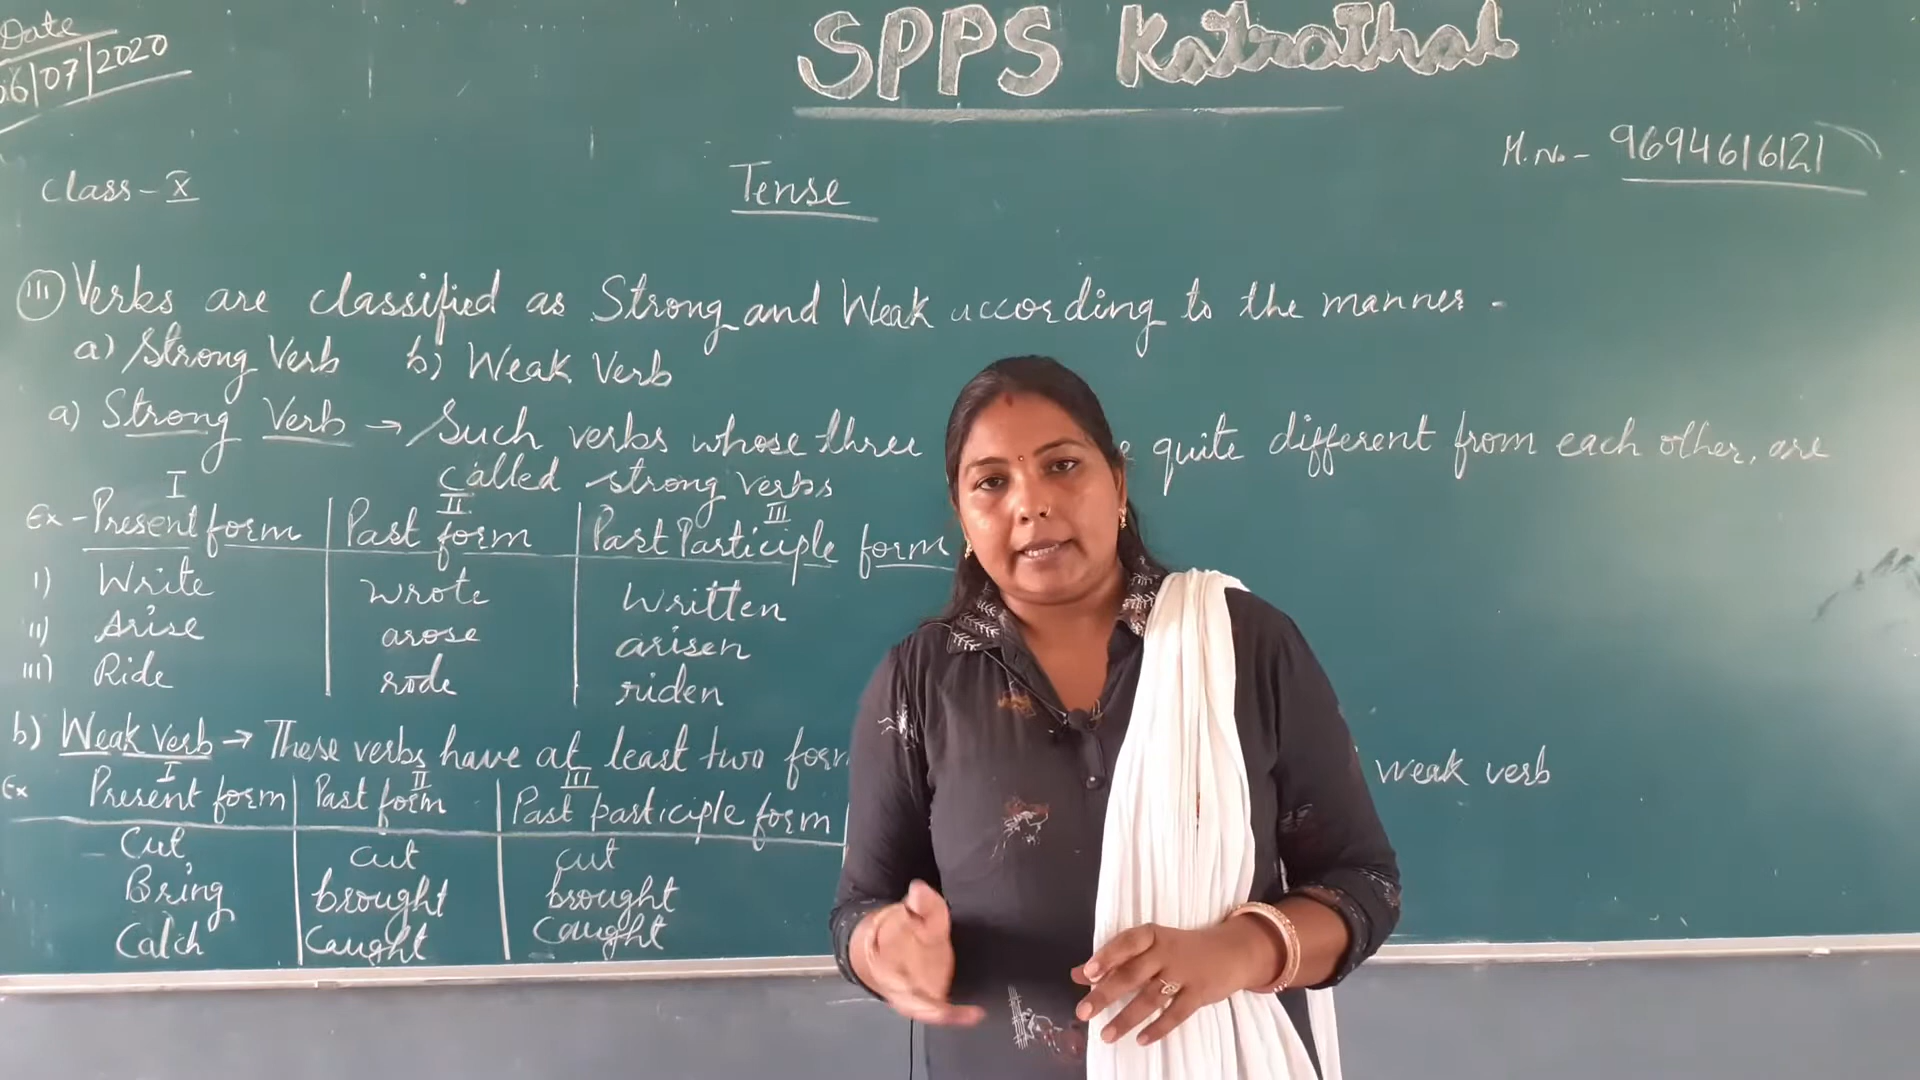 Date
06/07/2020
SPPS Katrathal
M.No- 9694616121
Class-X
Tense
III Verbs are classified as Strong and Weak according to the manner.
a) Strong Verb b) Weak Verb
a) Strong Verb → Such verbs whose three quite different from each other, are
called strong verbs
I II III
Ex - Present form Past form Past Participle form
I) Write wrote written
II) Arise arose arisen
III) Ride rode riden
b) Weak verb → These verbs have at least two form weak verb
I II III
Ex Present form Past form Past participle form
Cut, cut cut
Bring brought brought
Catch caught caught